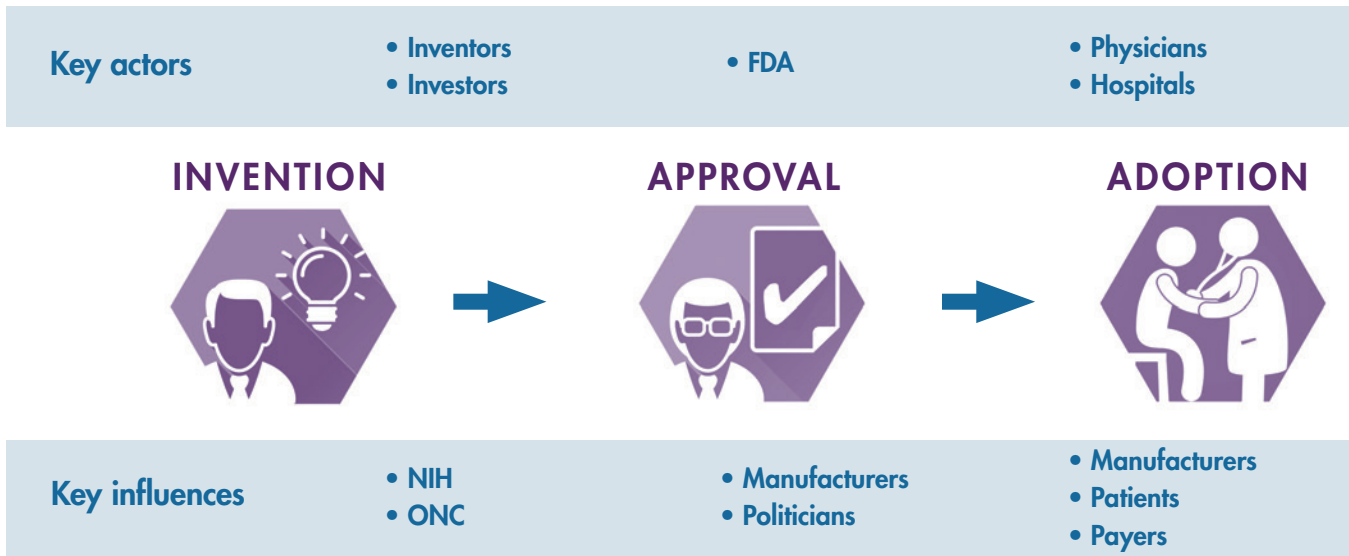 Key actors
• Inventors
• Investors
• FDA
• Physicians
• Hospitals
INVENTION
APPROVAL
ADOPTION
Key influences
• NIH
• ONC
• Manufacturers
• Politicians
• Manufacturers
• Patients
• Payers